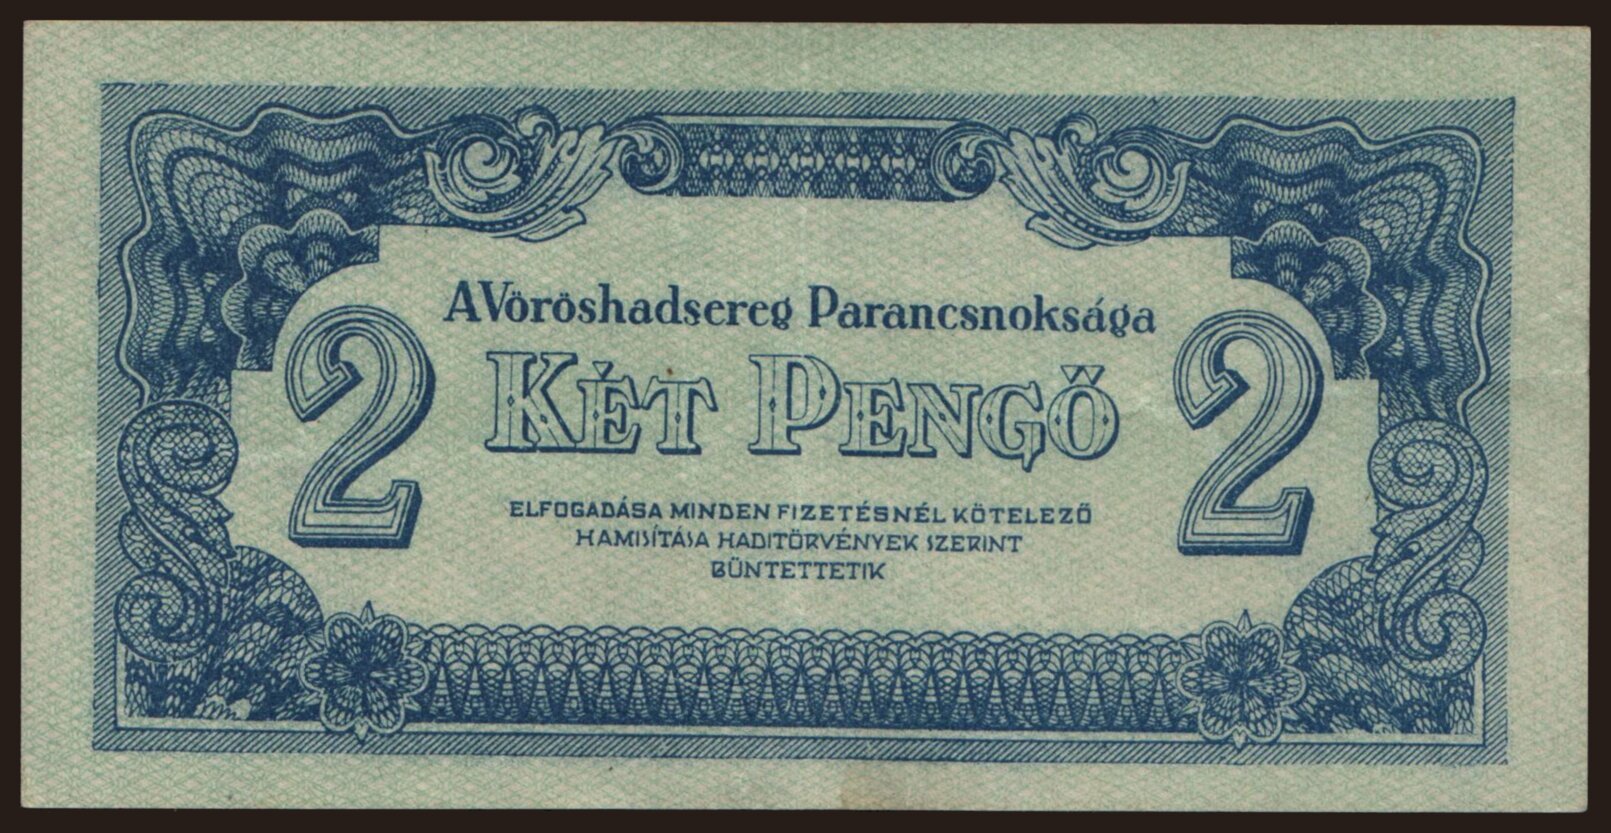 A Vöröshadsereg Parancsnoksága
2 KÉT PENGŐ 2
ELFOGADÁSA MINDEN FIZETÉSNÉL KÖTELEZŐ
HAMISÍTÁSA HADITÖRVÉNYEK SZERINT
BÜNTETTETIK